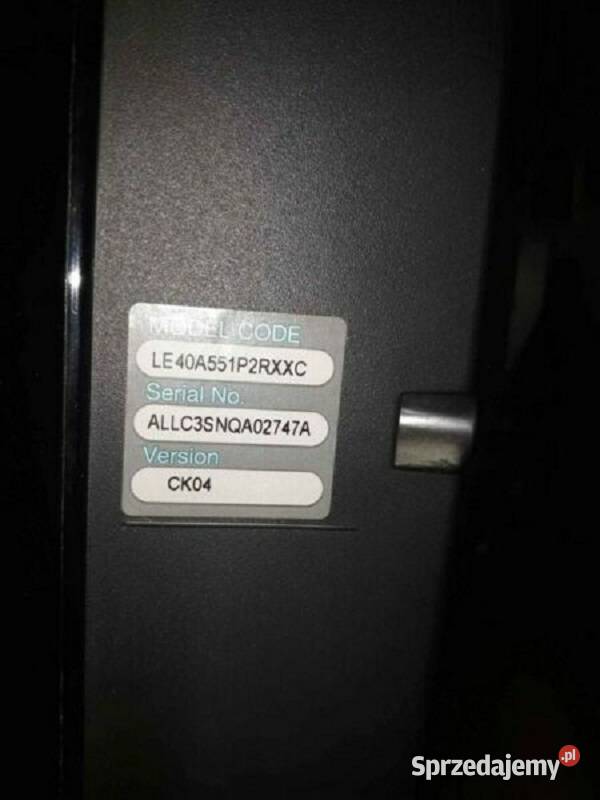 MODEL CODE
LE40A551P2RXXC
Serial No.
ALLC3SNQA02747A
Version
CK04
Sprzedajemy.pl